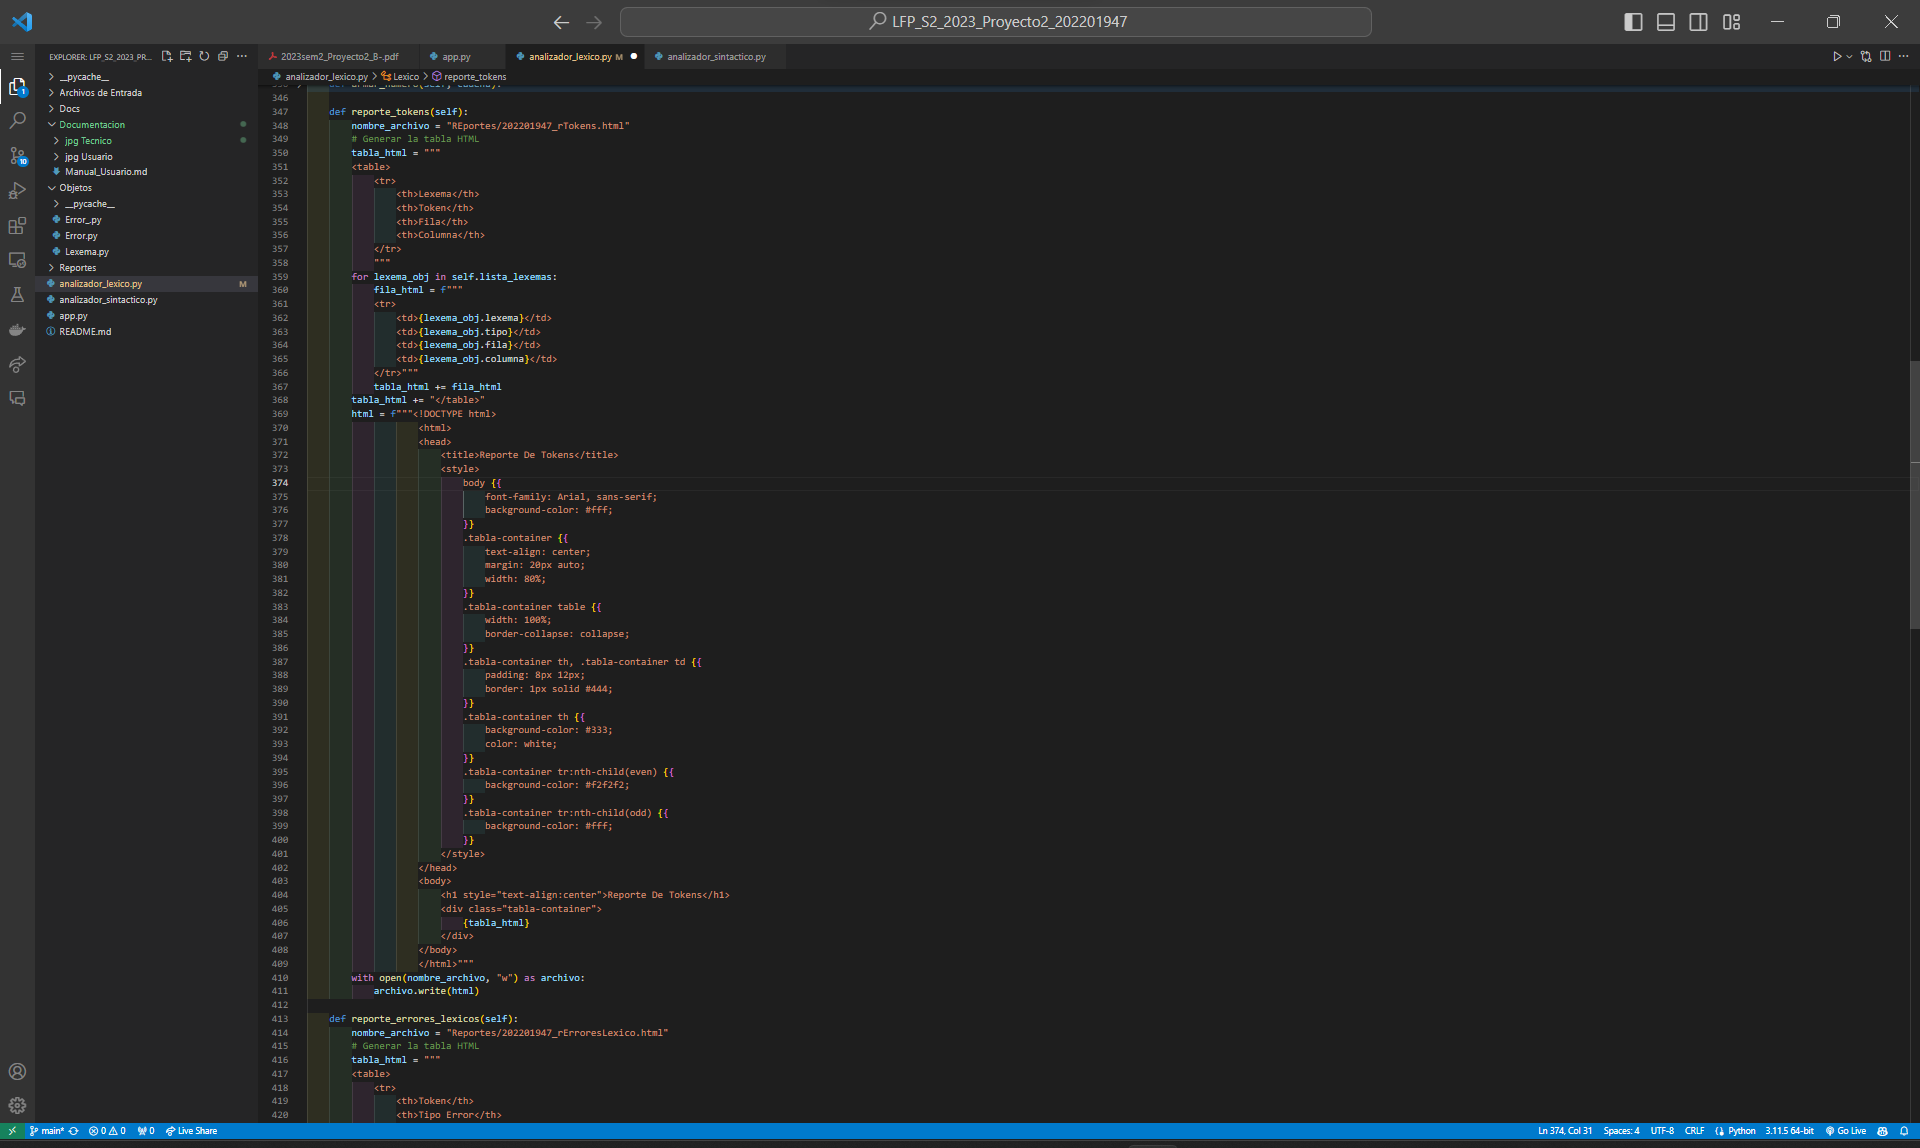 LFP_S2_2023_Proyecto2_202201947
EXPLORER: LFP_S2_2023_PR...
2023sem2_Proyecto2_B-.pdf
app.py
analizador_lexico.py M
analizador_sintactico.py
analizador_lexico.py > Lexico > reporte_tokens
__pycache__
Archivos de Entrada
Docs
Documentacion
jpg Tecnico
jpg Usuario
Manual_Usuario.md
Objetos
__pycache__
Error_.py
Error.py
Lexema.py
Reportes
analizador_lexico.py M
analizador_sintactico.py
app.py
README.md
1
10
346
347 def reporte_tokens(self):
348 nombre_archivo = "REportes/202201947_rTokens.html"
349 # Generar la tabla HTML
350 tabla_html = """
351 <table>
352 <tr>
353 <th>Lexema</th>
354 <th>Token</th>
355 <th>Fila</th>
356 <th>Columna</th>
357 </tr>
358 """
359 for lexema_obj in self.lista_lexemas:
360 fila_html = f"""
361 <tr>
362 <td>{lexema_obj.lexema}</td>
363 <td>{lexema_obj.tipo}</td>
364 <td>{lexema_obj.fila}</td>
365 <td>{lexema_obj.columna}</td>
366 </tr>"""
367 tabla_html += fila_html
368 tabla_html += "</table>"
369 html = f"""<!DOCTYPE html>
370 <html>
371 <head>
372 <title>Reporte De Tokens</title>
373 <style>
374 body {{
375 font-family: Arial, sans-serif;
376 background-color: #fff;
377 }}
378 .tabla-container {{
379 text-align: center;
380 margin: 20px auto;
381 width: 80%;
382 }}
383 .tabla-container table {{
384 width: 100%;
385 border-collapse: collapse;
386 }}
387 .tabla-container th, .tabla-container td {{
388 padding: 8px 12px;
389 border: 1px solid #444;
390 }}
391 .tabla-container th {{
392 background-color: #333;
393 color: white;
394 }}
395 .tabla-container tr:nth-child(even) {{
396 background-color: #f2f2f2;
397 }}
398 .tabla-container tr:nth-child(odd) {{
399 background-color: #fff;
400 }}
401 </style>
402 </head>
403 <body>
404 <h1 style="text-align:center">Reporte De Tokens</h1>
405 <div class="tabla-container">
406 {tabla_html}
407 </div>
408 </body>
409 </html>"""
410 with open(nombre_archivo, "w") as archivo:
411 archivo.write(html)
412
413 def reporte_errores_lexicos(self):
414 nombre_archivo = "Reportes/202201947_rErroresLexico.html"
415 # Generar la tabla HTML
416 tabla_html = """
417 <table>
418 <tr>
419 <th>Token</th>
420 <th>Tipo Error</th>
main* 0 0 0 Live Share
Ln 374, Col 31 Spaces: 4 UTF-8 CRLF Python 3.11.5 64-bit Go Live